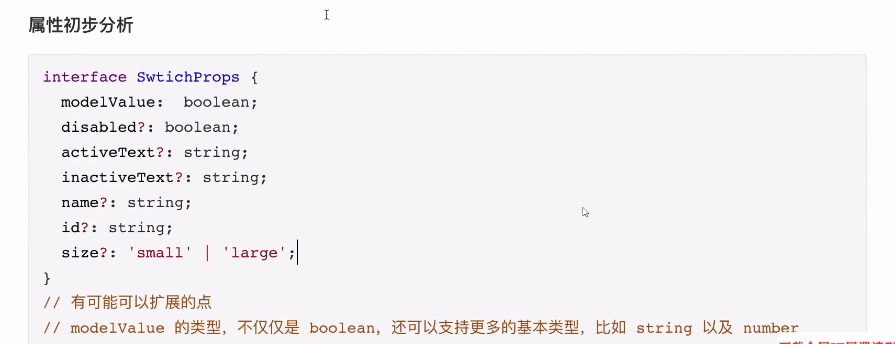 属性初步分析
interface SwtichProps {
  modelValue:  boolean;
  disabled?: boolean;
  activeText?: string;
  inactiveText?: string;
  name?: string;
  id?: string;
  size?: 'small' | 'large';
}
// 有可能可以扩展的点
// modelValue 的类型，不仅仅是 boolean，还可以支持更多的基本类型，比如 string 以及 number